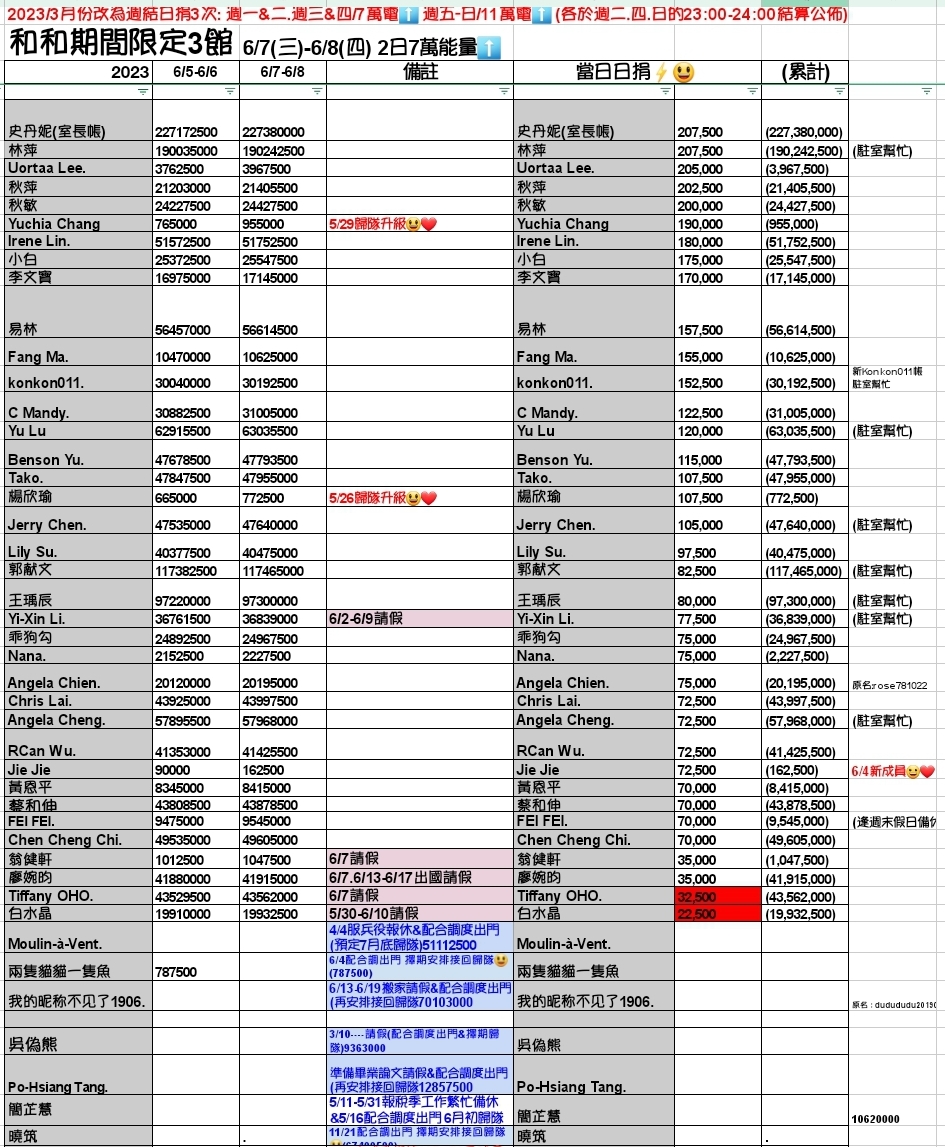 2023/3月份改為週結日捐3次: 週一&二.週三&四/7萬電⬆️ 週五-日/11萬電⬆️ (各於週二.四.日的23:00-24:00結算公佈)
和和期間限定3館 6/7(三)-6/8(四) 2日7萬能量⬆️
2023 6/5-6/6 6/7-6/8 備註 當日日捐⚡😃 (累計)
史丹妮(室長帳) 227172500 227380000 史丹妮(室長帳) 207,500 (227,380,000)
林萍 190035000 190242500 林萍 207,500 (190,242,500) (駐室幫忙)
Uortaa Lee. 3762500 3967500 Uortaa Lee. 205,000 (3,967,500)
秋萍 21203000 21405500 秋萍 202,500 (21,405,500)
秋敏 24227500 24427500 秋敏 200,000 (24,427,500)
Yuchia Chang 765000 955000 5/29歸隊升級😃❤️ Yuchia Chang 190,000 (955,000)
Irene Lin. 51572500 51752500 Irene Lin. 180,000 (51,752,500)
小白 25372500 25547500 小白 175,000 (25,547,500)
李文寶 16975000 17145000 李文寶 170,000 (17,145,000)
易林 56457000 56614500 易林 157,500 (56,614,500)
Fang Ma. 10470000 10625000 Fang Ma. 155,000 (10,625,000)
konkon011. 30040000 30192500 konkon011. 152,500 (30,192,500) 新Konkon011帳
駐室幫忙
C Mandy. 30882500 31005000 C Mandy. 122,500 (31,005,000)
Yu Lu 62915500 63035500 Yu Lu 120,000 (63,035,500) (駐室幫忙)
Benson Yu. 47678500 47793500 Benson Yu. 115,000 (47,793,500)
Tako. 47847500 47955000 Tako. 107,500 (47,955,000)
楊欣瑜 665000 772500 5/26歸隊升級😃❤️ 楊欣瑜 107,500 (772,500)
Jerry Chen. 47535000 47640000 Jerry Chen. 105,000 (47,640,000) (駐室幫忙)
Lily Su. 40377500 40475000 Lily Su. 97,500 (40,475,000)
郭献文 117382500 117465000 郭献文 82,500 (117,465,000) (駐室幫忙)
王瑀辰 97220000 97300000 王瑀辰 80,000 (97,300,000) (駐室幫忙)
Yi-Xin Li. 36761500 36839000 6/2-6/9請假 Yi-Xin Li. 77,500 (36,839,000) (駐室幫忙)
乖狗勾 24892500 24967500 乖狗勾 75,000 (24,967,500)
Nana. 2152500 2227500 Nana. 75,000 (2,227,500)
Angela Chien. 20120000 20195000 Angela Chien. 75,000 (20,195,000) 原名:rose781022
Chris Lai. 43925000 43997500 Chris Lai. 72,500 (43,997,500)
Angela Cheng. 57895500 57968000 Angela Cheng. 72,500 (57,968,000) (駐室幫忙)
RCan Wu. 41353000 41425500 RCan Wu. 72,500 (41,425,500)
Jie Jie 90000 162500 Jie Jie 72,500 (162,500) 6/4新成員😃❤️
黃恩平 8345000 8415000 黃恩平 70,000 (8,415,000)
蔡和伸 43808500 43878500 蔡和伸 70,000 (43,878,500)
FEI FEI. 9475000 9545000 FEI FEI. 70,000 (9,545,000) (逢週末假日備休
Chen Cheng Chi. 49535000 49605000 Chen Cheng Chi. 70,000 (49,605,000)
翁健軒 1012500 1047500 6/7請假 翁健軒 35,000 (1,047,500)
廖婉昀 41880000 41915000 6/7.6/13-6/17出國請假 廖婉昀 35,000 (41,915,000)
Tiffany OHO. 43529500 43562000 6/7請假 Tiffany OHO. 32,500 (43,562,000)
白水晶 19910000 19932500 5/30-6/10請假 白水晶 22,500 (19,932,500)
Moulin-à-Vent. 4/4服兵役報休&配合調度出門 Moulin-à-Vent.
(預定7月底歸隊)51112500
兩隻貓貓一隻魚 787500 6/4配合調出門 擇期安排接回歸隊😃 兩隻貓貓一隻魚
(787500)
我的昵称不见了1906. 6/13-6/19搬家請假&配合調度出門 我的昵称不见了1906. 原名：dudududu2019
(再安排接回歸隊70103000
吳偽熊 3/10----請假(配合調度出門&擇期歸 吳偽熊
隊)9363000
Po-Hsiang Tang. 準備畢業論文請假&配合調度出門 Po-Hsiang Tang.
(再安排接回歸隊12857500
簡芷慧 5/11-5/31報稅季工作繁忙備休 簡芷慧 10620000
&5/16配合調度出門 6月初歸隊
曉筑 . 11/21配合調出門 擇期安排接回歸隊 曉筑 .